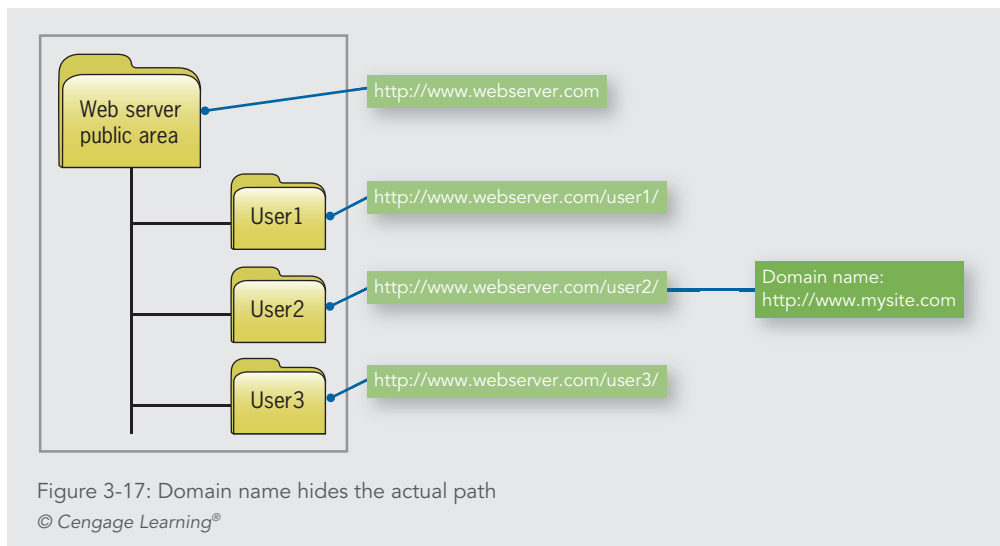 Web server
public area
http://www.webserver.com
User1
http://www.webserver.com/user1/
User2
http://www.webserver.com/user2/
Domain name:
http://www.mysite.com
User3
http://www.webserver.com/user3/
Figure 3-17: Domain name hides the actual path
© Cengage Learning®